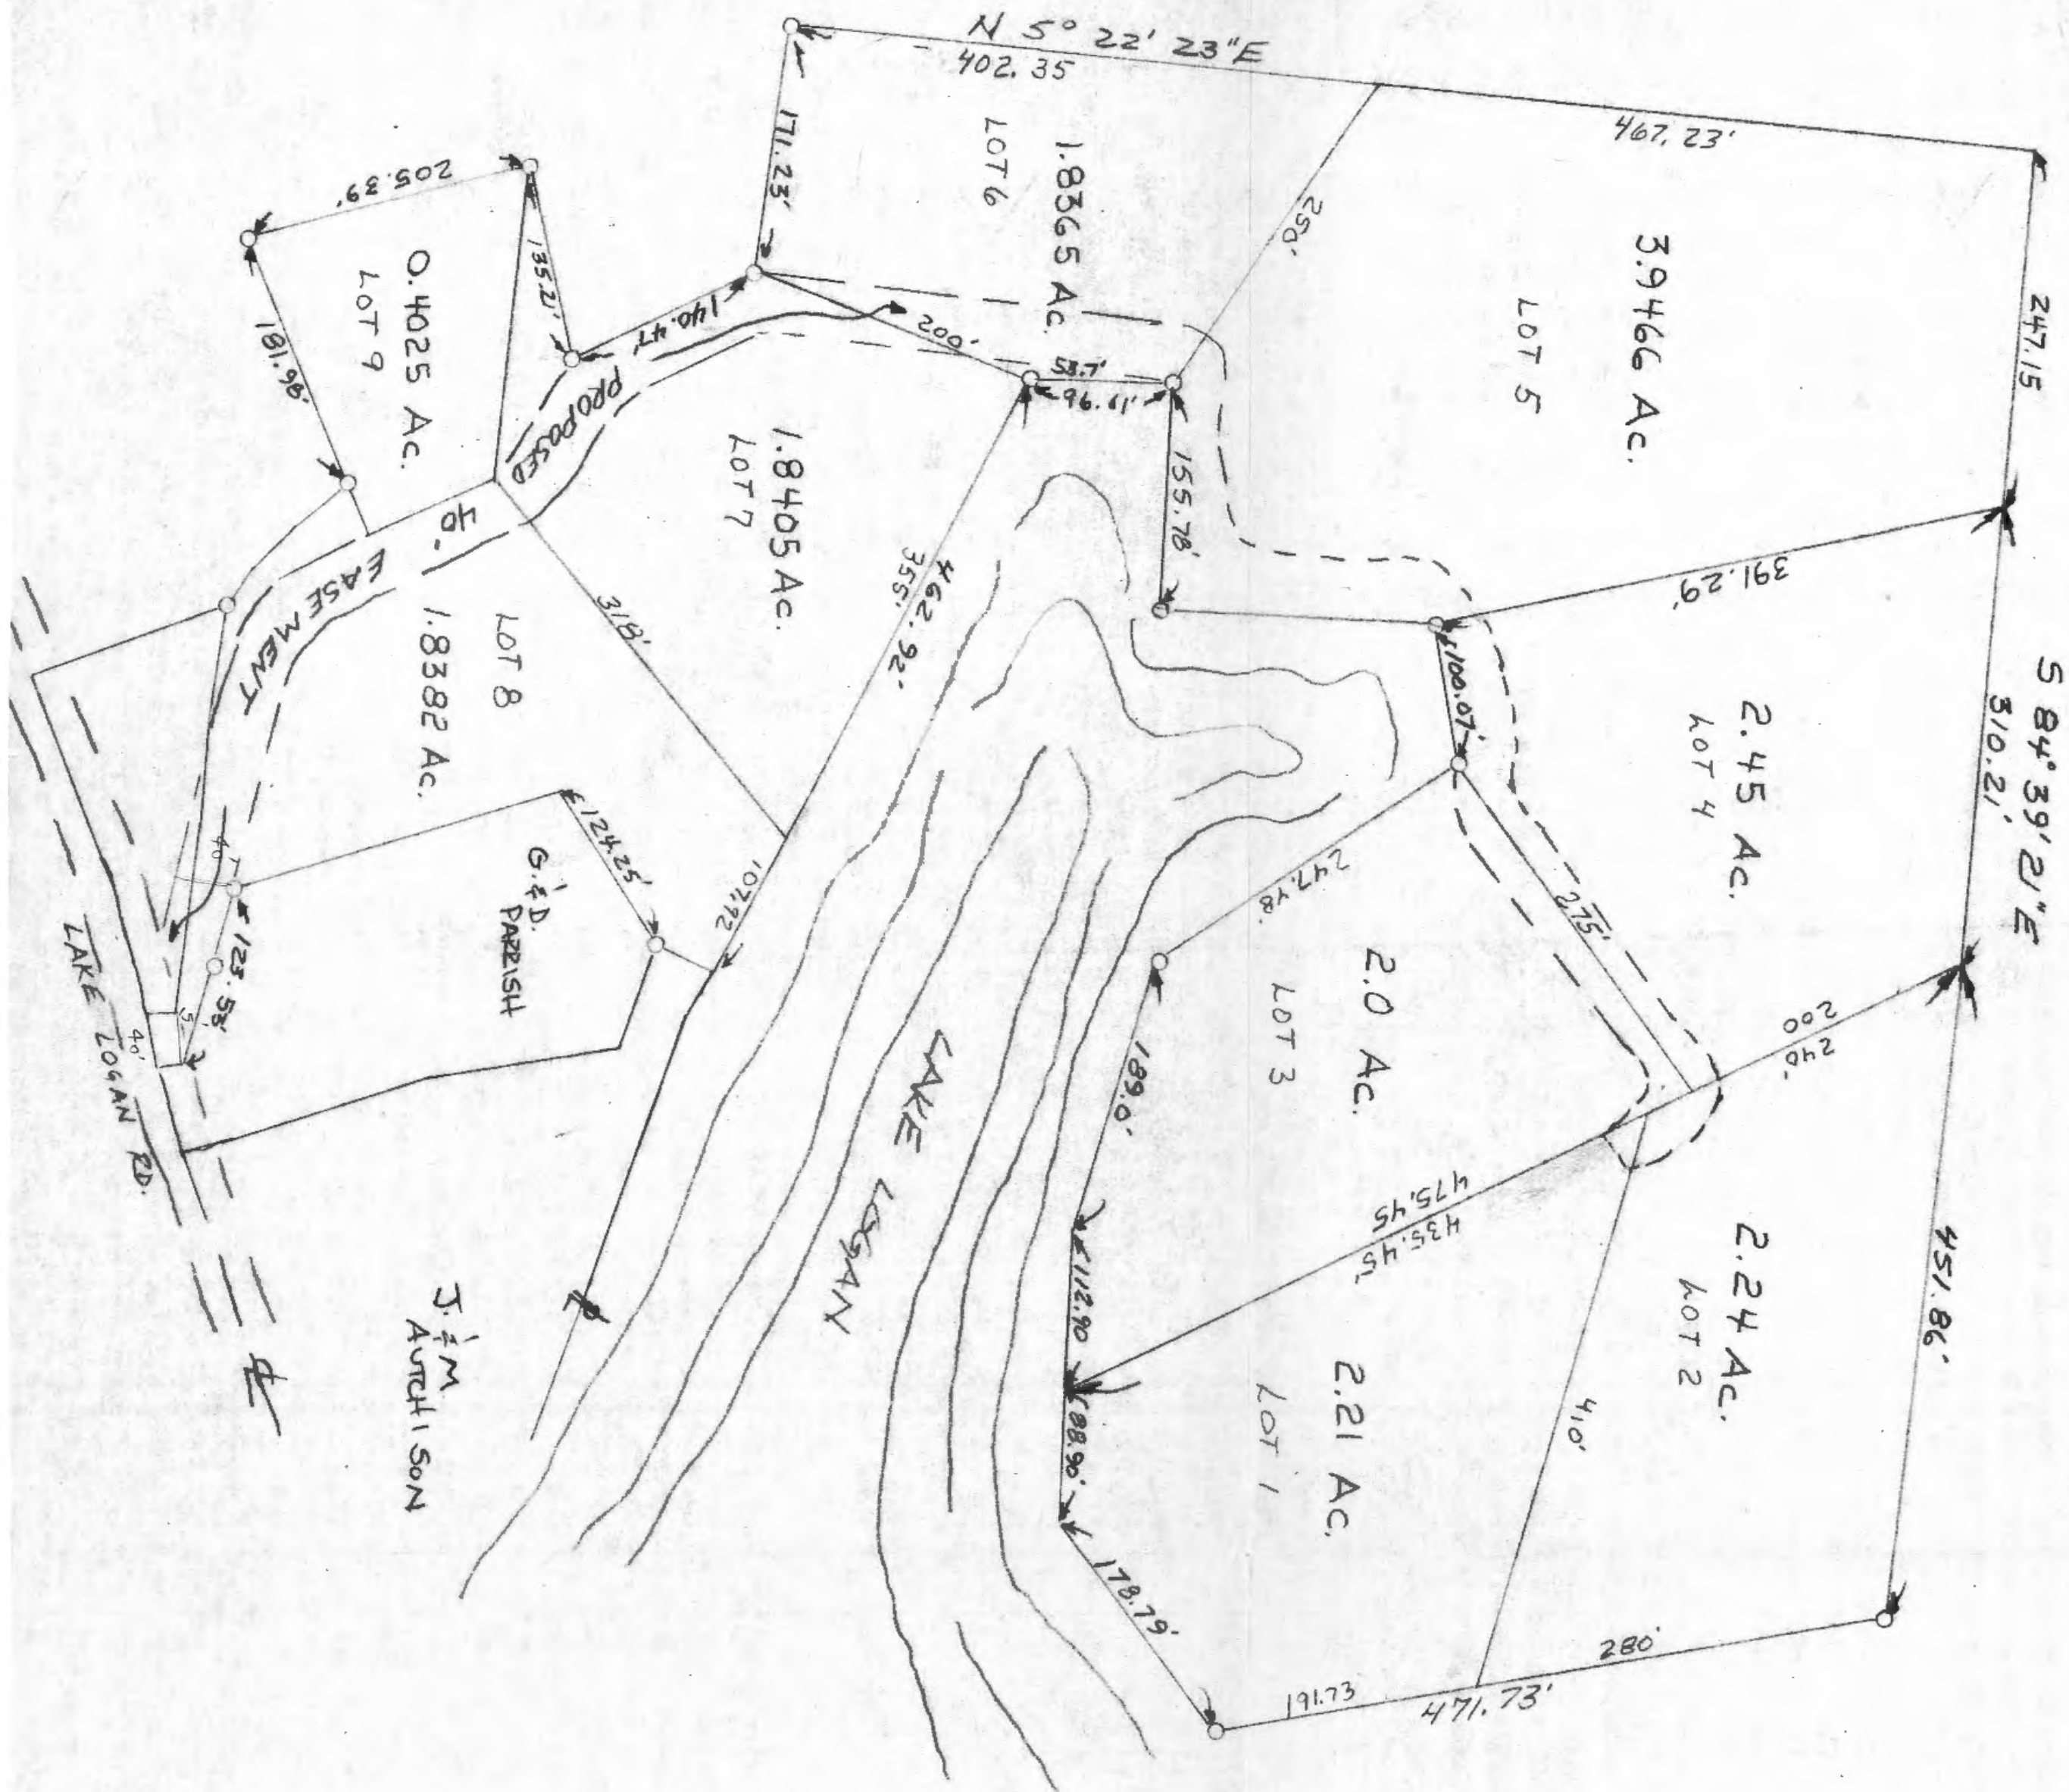 N 5° 22' 23" E
402.35
467.23'
171.23'
LOT 6
1.8365 Ac.
250'
3.9466 Ac.
LOT 5
247.15
205.39'
135.21'
0.4025 Ac.
LOT 9
181.98'
140.47'
200'
53.7'
96.61'
155.78'
391.29'
S 84° 39' 21" E
310.21'
PROPOSED
40'
EASEMENT
1.8405 Ac.
LOT 7
462.92'
355'
318'
LOT 8
1.8382 Ac.
100.07'
2.45 Ac.
LOT 4
124.25'
107.92
G. & D.
PARRISH
247.48'
275'
200
240'
40'
123.53'
5'
40'
LAKE LOGAN RD.
2.0 Ac.
LOT 3
189.0'
LAKE LOGAN
475.45
435.45'
112.90
88.90'
2.24 Ac.
LOT 2
451.86'
410'
2.21 Ac.
LOT 1
J. & M
AUTCHISON
178.79'
191.73
280'
471.73'